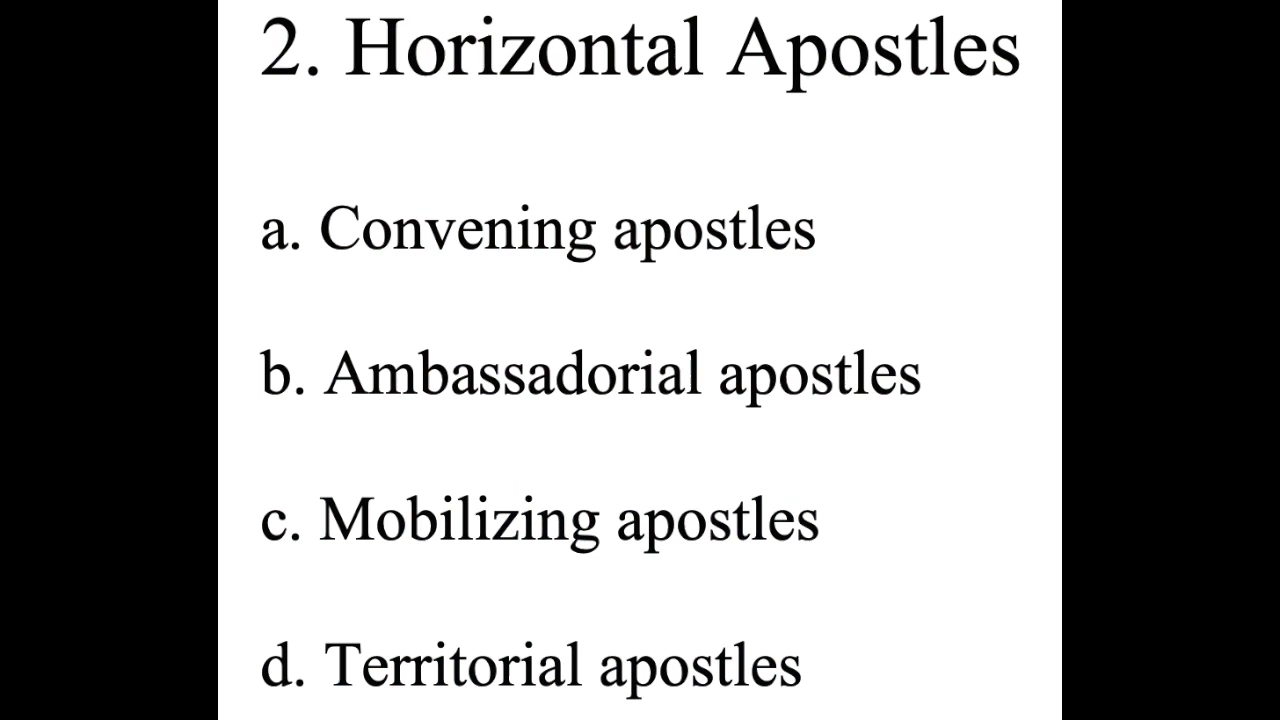 2. Horizontal Apostles
a. Convening apostles
b. Ambassadorial apostles
c. Mobilizing apostles
d. Territorial apostles